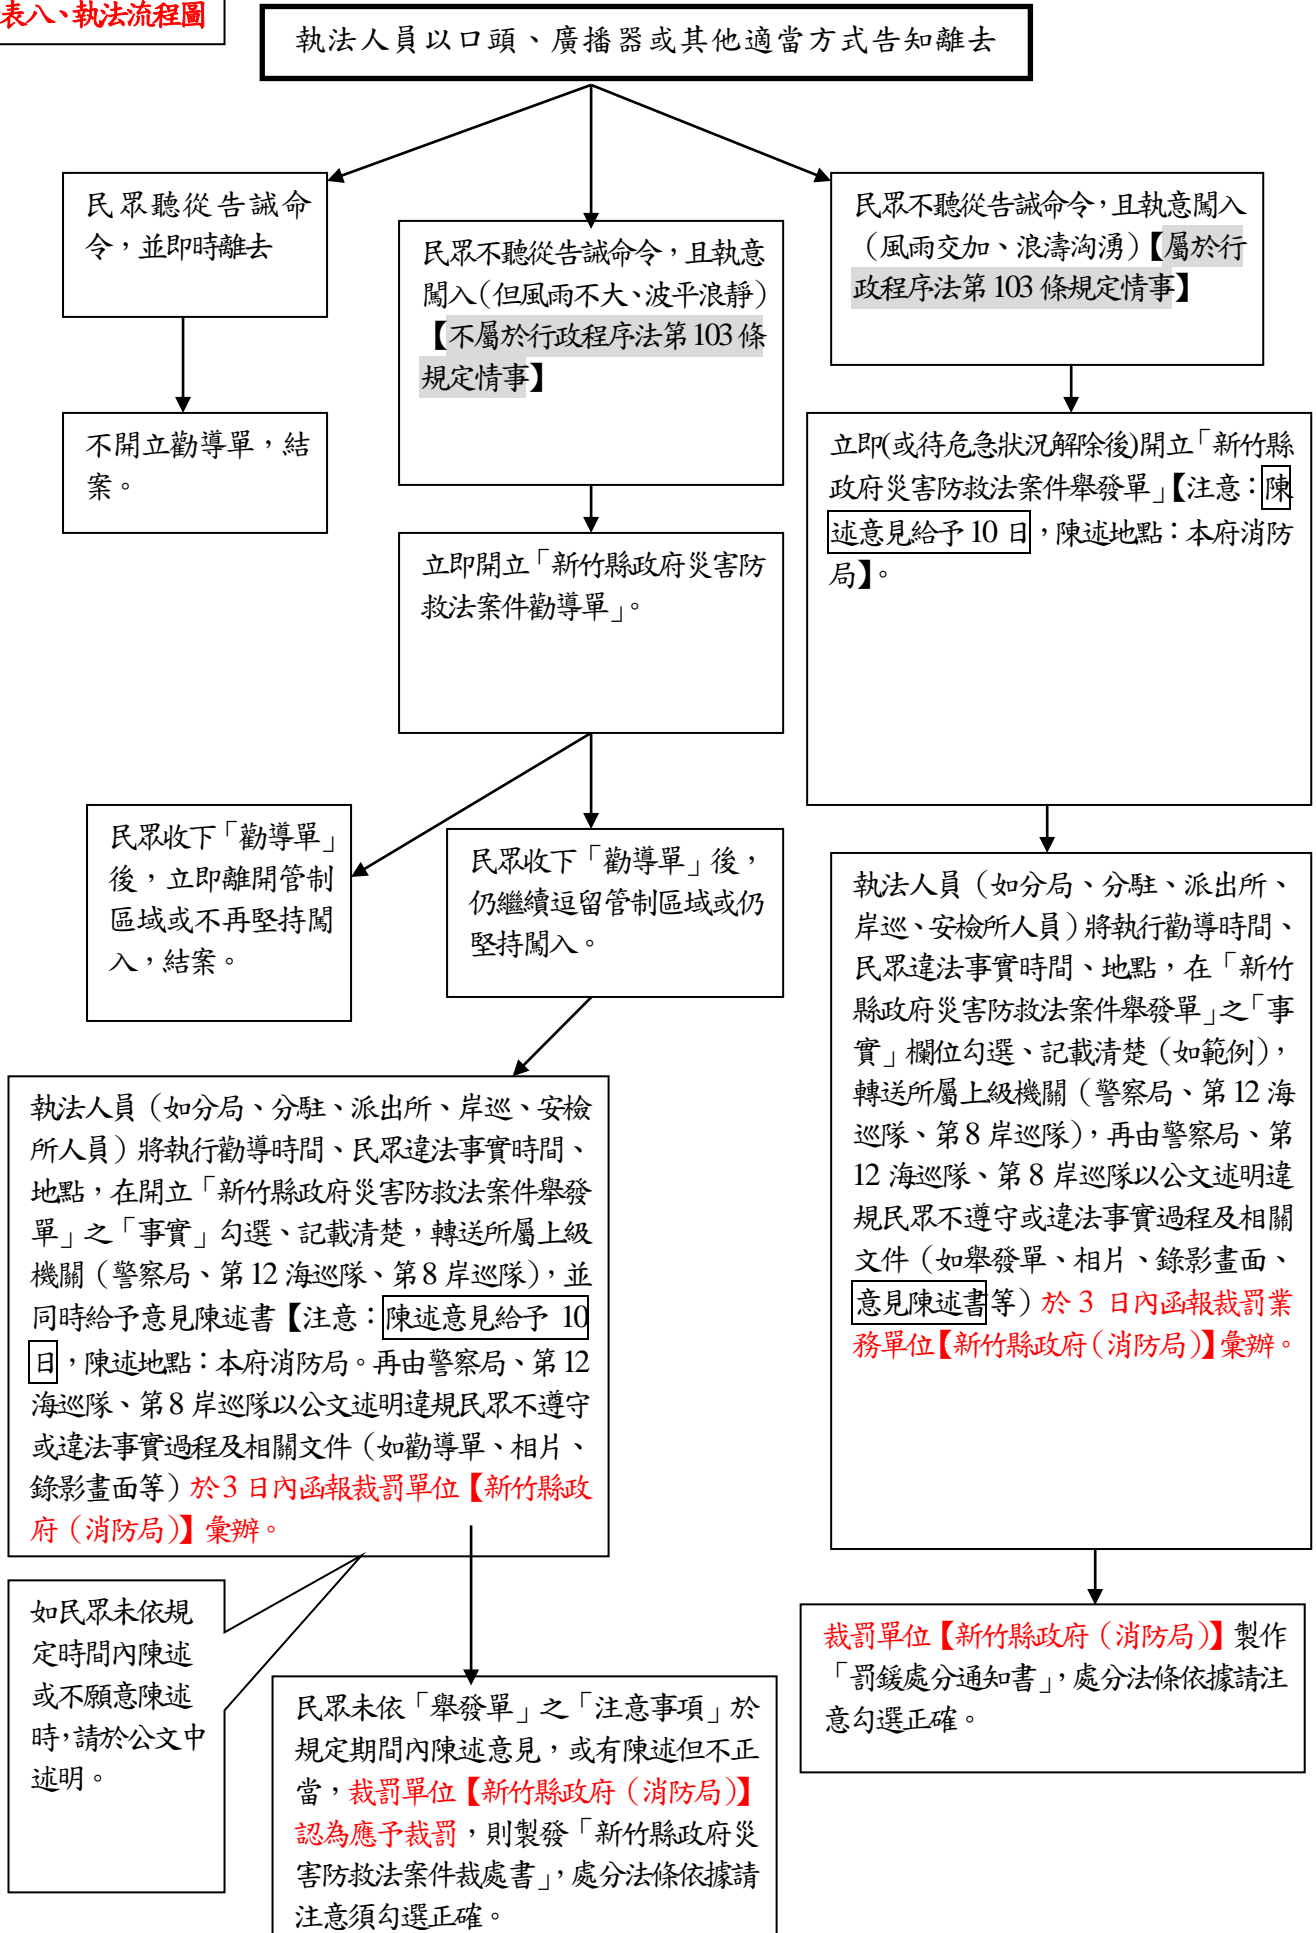 表八、執法流程圖
執法人員以口頭、廣播器或其他適當方式告知離去
民眾聽從告誡命
令，並即時離去
民眾不聽從告誡命令，且執意
闖入（但風雨不大、波平浪靜）
【不屬於行政程序法第 103 條
規定情事】
民眾不聽從告誡命令，且執意闖入
（風雨交加、浪濤洶湧）【屬於行
政程序法第 103 條規定情事】
不開立勸導單，結
案。
立即開立「新竹縣政府災害防
救法案件勸導單」。
立即(或待危急狀況解除後)開立「新竹縣
政府災害防救法案件舉發單」【注意：陳
述意見給予 10 日，陳述地點：本府消防
局】。
民眾收下「勸導單」
後，立即離開管制
區域或不再堅持闖
入，結案。
民眾收下「勸導單」後，
仍繼續逗留管制區域或仍
堅持闖入。
執法人員（如分局、分駐、派出所、
岸巡、安檢所人員）將執行勸導時間、
民眾違法事實時間、地點，在「新竹
縣政府災害防救法案件舉發單」之「事
實」欄位勾選、記載清楚（如範例），
轉送所屬上級機關（警察局、第 12 海
巡隊、第 8 岸巡隊），再由警察局、第
12 海巡隊、第 8 岸巡隊以公文述明違
規民眾不遵守或違法事實過程及相關
文件（如舉發單、相片、錄影畫面、
意見陳述書等）於 3 日內函報裁罰業
務單位【新竹縣政府（消防局）】彙辦。
執法人員（如分局、分駐、派出所、岸巡、安檢
所人員）將執行勸導時間、民眾違法事實時間、
地點，在開立「新竹縣政府災害防救法案件舉發
單」之「事實」勾選、記載清楚，轉送所屬上級
機關（警察局、第 12 海巡隊、第 8 岸巡隊），並
同時給予意見陳述書【注意：陳述意見給予 10
日，陳述地點：本府消防局。再由警察局、第 12
海巡隊、第 8 岸巡隊以公文述明違規民眾不遵守
或違法事實過程及相關文件（如勸導單、相片、
錄影畫面等）於 3 日內函報裁罰單位【新竹縣政
府（消防局）】彙辦。
如民眾未依規
定時間內陳述
或不願意陳述
時，請於公文中
述明。
民眾未依「舉發單」之「注意事項」於
規定期間內陳述意見，或有陳述但不正
當，裁罰單位【新竹縣政府（消防局）】
認為應予裁罰，則製發「新竹縣政府災
害防救法案件裁處書」，處分法條依據請
注意須勾選正確。
裁罰單位【新竹縣政府（消防局）】製作
「罰鍰處分通知書」，處分法條依據請注
意勾選正確。